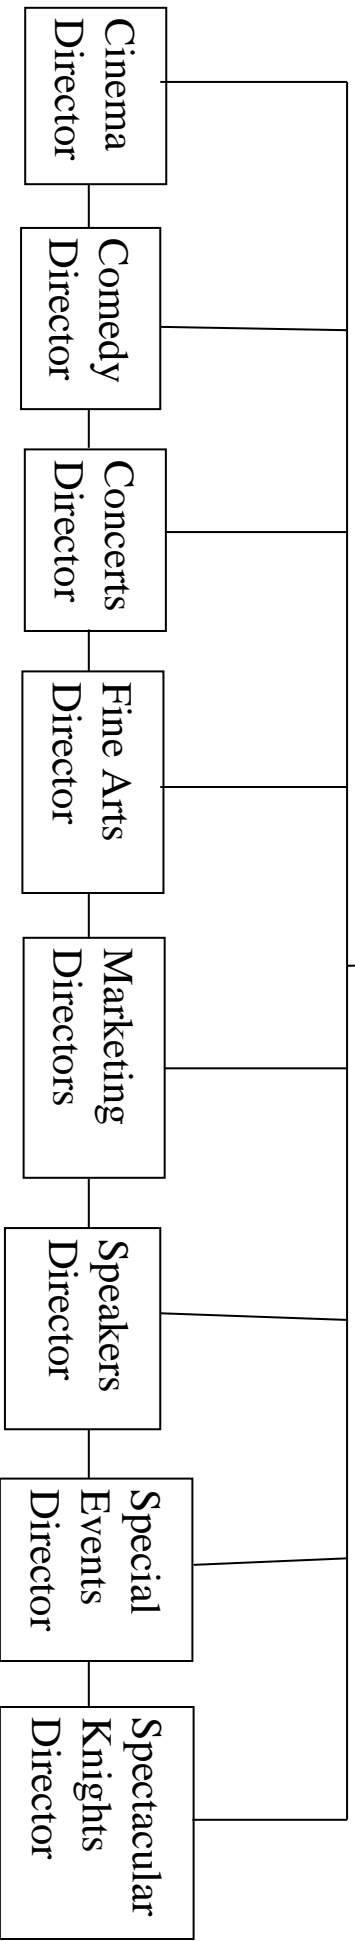 Cinema
Director
Comedy
Director
Concerts
Director
Fine Arts
Director
Marketing
Directors
Speakers
Director
Special
Events
Director
Spectacular
Knights
Director